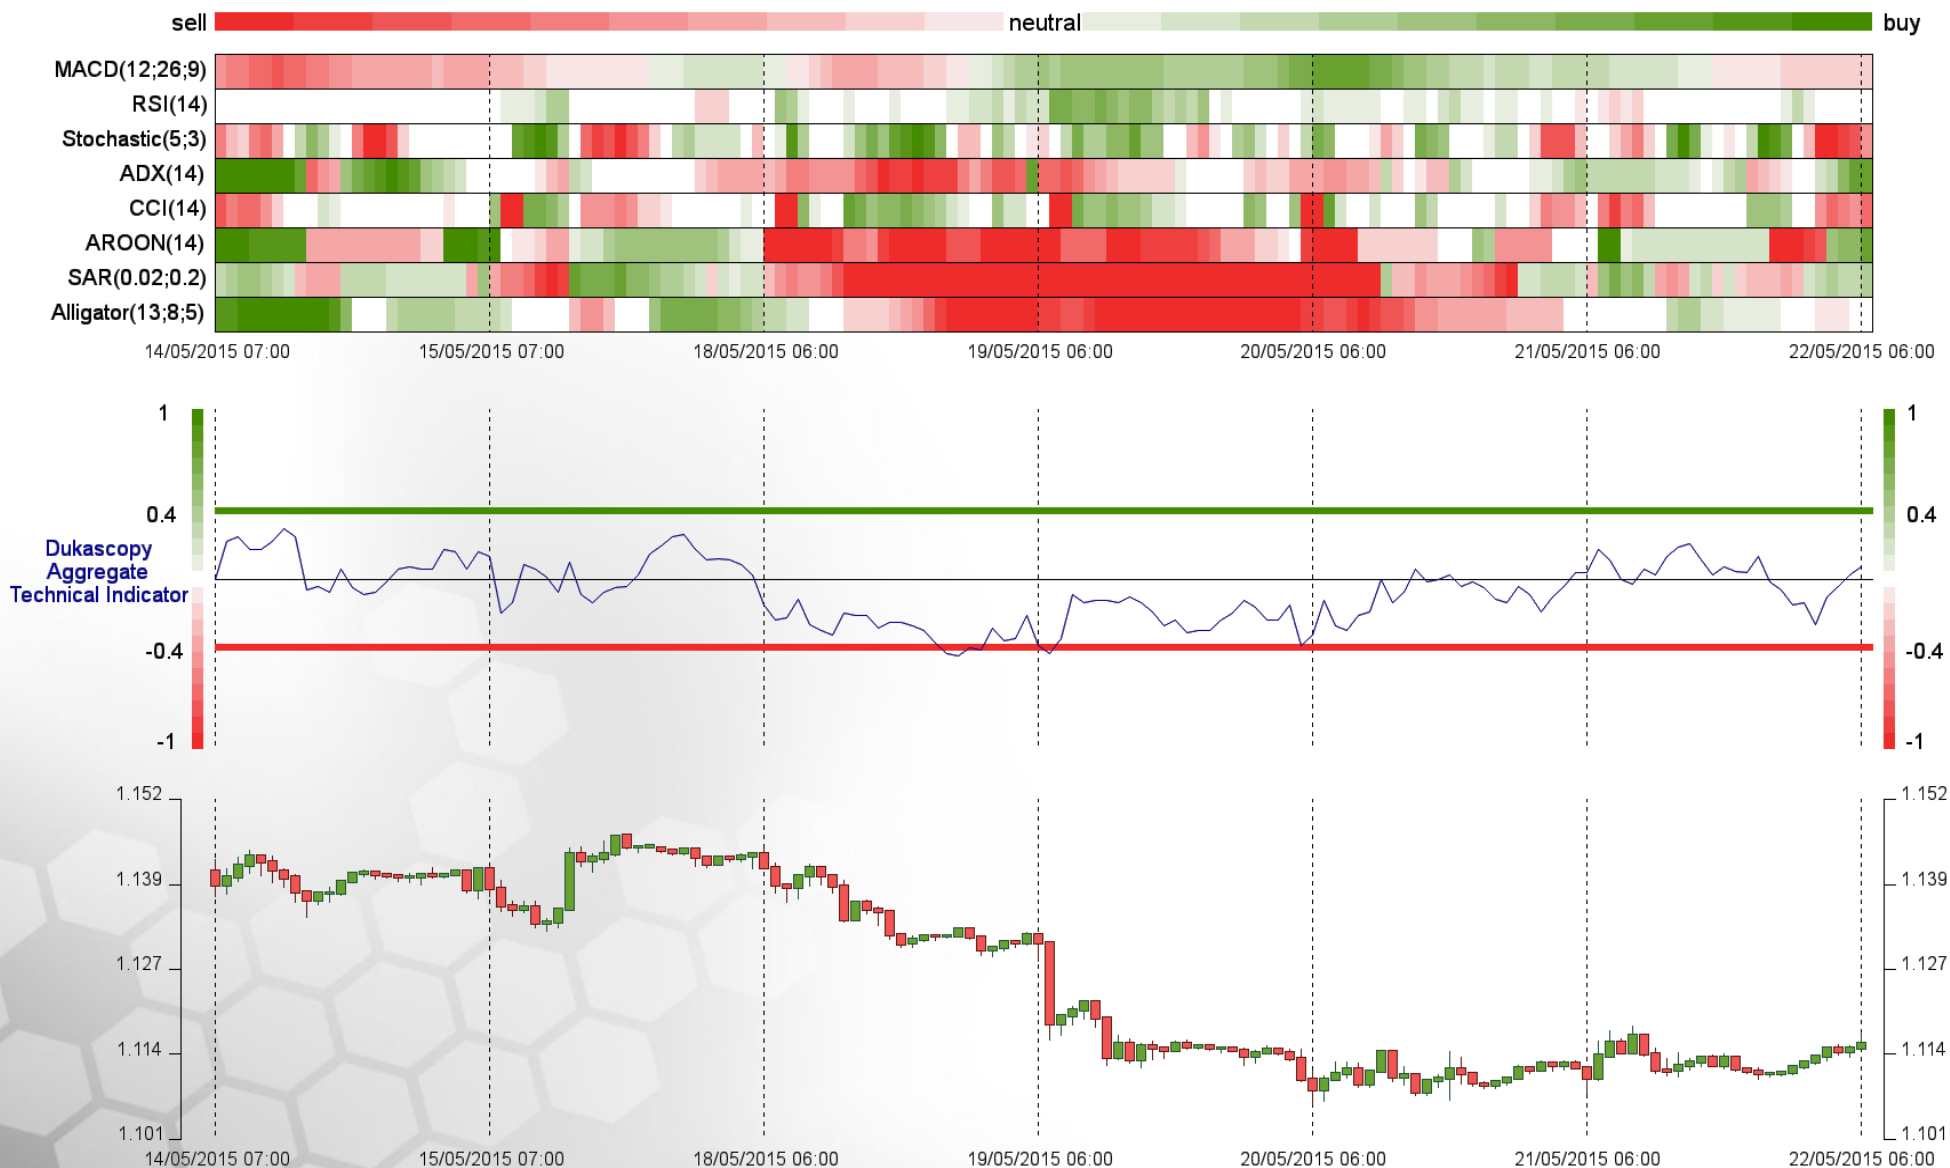 sell neutral buy
MACD(12;26;9)
RSI(14)
Stochastic(5;3)
ADX(14)
CCI(14)
AROON(14)
SAR(0.02;0.2)
Alligator(13;8;5)
14/05/2015 07:00 15/05/2015 07:00 18/05/2015 06:00 19/05/2015 06:00 20/05/2015 06:00 21/05/2015 06:00 22/05/2015 06:00
1 1
0.4 0.4
Dukascopy
Aggregate
Technical Indicator
-0.4 -0.4
-1 -1
1.152 1.152
1.139 1.139
1.127 1.127
1.114 1.114
1.101 1.101
14/05/2015 07:00 15/05/2015 07:00 18/05/2015 06:00 19/05/2015 06:00 20/05/2015 06:00 21/05/2015 06:00 22/05/2015 06:00